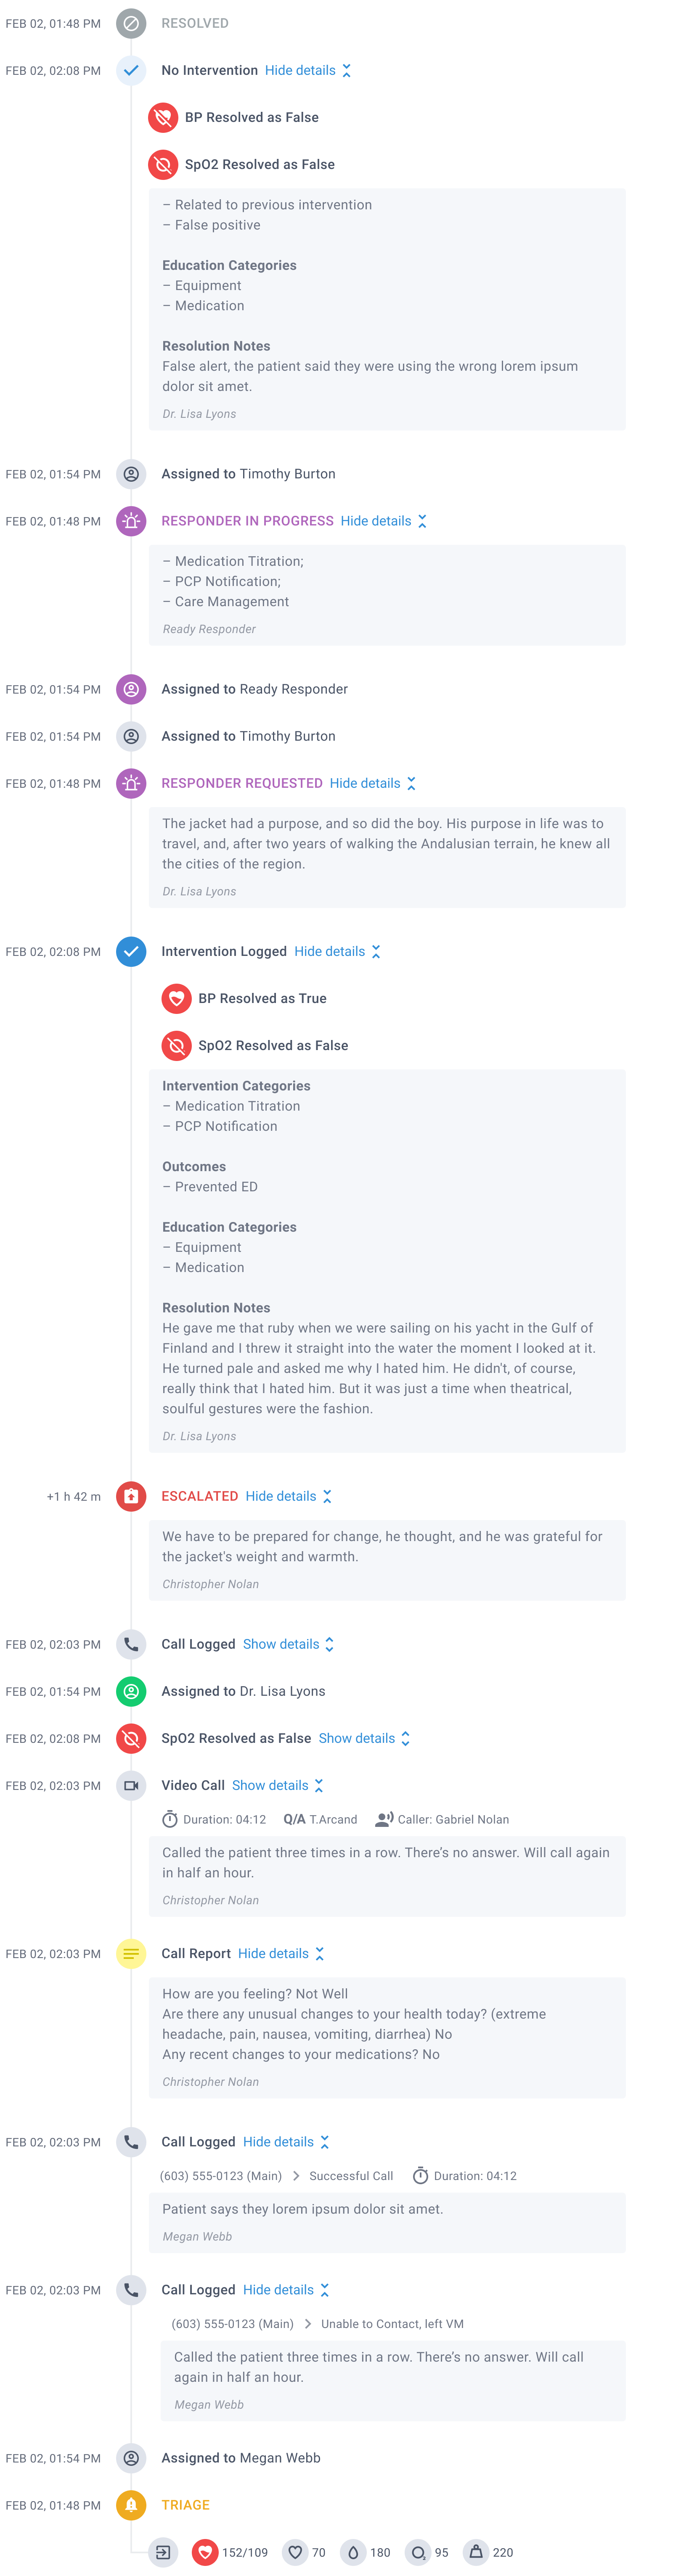 FEB 02, 01:48 PM RESOLVED
FEB 02, 02:08 PM No Intervention Hide details
BP Resolved as False
SpO2 Resolved as False
– Related to previous intervention
– False positive
Education Categories
– Equipment
– Medication
Resolution Notes
False alert, the patient said they were using the wrong lorem ipsum
dolor sit amet.
Dr. Lisa Lyons
FEB 02, 01:54 PM Assigned to Timothy Burton
FEB 02, 01:48 PM RESPONDER IN PROGRESS Hide details
– Medication Titration;
– PCP Notification;
– Care Management
Ready Responder
FEB 02, 01:54 PM Assigned to Ready Responder
FEB 02, 01:54 PM Assigned to Timothy Burton
FEB 02, 01:48 PM RESPONDER REQUESTED Hide details
The jacket had a purpose, and so did the boy. His purpose in life was to
travel, and, after two years of walking the Andalusian terrain, he knew all
the cities of the region.
Dr. Lisa Lyons
FEB 02, 02:08 PM Intervention Logged Hide details
BP Resolved as True
SpO2 Resolved as False
Intervention Categories
– Medication Titration
– PCP Notification
Outcomes
– Prevented ED
Education Categories
– Equipment
– Medication
Resolution Notes
He gave me that ruby when we were sailing on his yacht in the Gulf of
Finland and I threw it straight into the water the moment I looked at it.
He turned pale and asked me why I hated him. He didn't, of course,
really think that I hated him. But it was just a time when theatrical,
soulful gestures were the fashion.
Dr. Lisa Lyons
+1 h 42 m ESCALATED Hide details
We have to be prepared for change, he thought, and he was grateful for
the jacket's weight and warmth.
Christopher Nolan
FEB 02, 02:03 PM Call Logged Show details
FEB 02, 01:54 PM Assigned to Dr. Lisa Lyons
FEB 02, 02:08 PM SpO2 Resolved as False Show details
FEB 02, 02:03 PM Video Call Show details
Duration: 04:12 Q/A T.Arcand Caller: Gabriel Nolan
Called the patient three times in a row. There’s no answer. Will call again
in half an hour.
Christopher Nolan
FEB 02, 02:03 PM Call Report Hide details
How are you feeling? Not Well
Are there any unusual changes to your health today? (extreme
headache, pain, nausea, vomiting, diarrhea) No
Any recent changes to your medications? No
Christopher Nolan
FEB 02, 02:03 PM Call Logged Hide details
(603) 555-0123 (Main) > Successful Call Duration: 04:12
Patient says they lorem ipsum dolor sit amet.
Megan Webb
FEB 02, 02:03 PM Call Logged Hide details
(603) 555-0123 (Main) > Unable to Contact, left VM
Called the patient three times in a row. There’s no answer. Will call
again in half an hour.
Megan Webb
FEB 02, 01:54 PM Assigned to Megan Webb
FEB 02, 01:48 PM TRIAGE
152/109 70 180 95 220